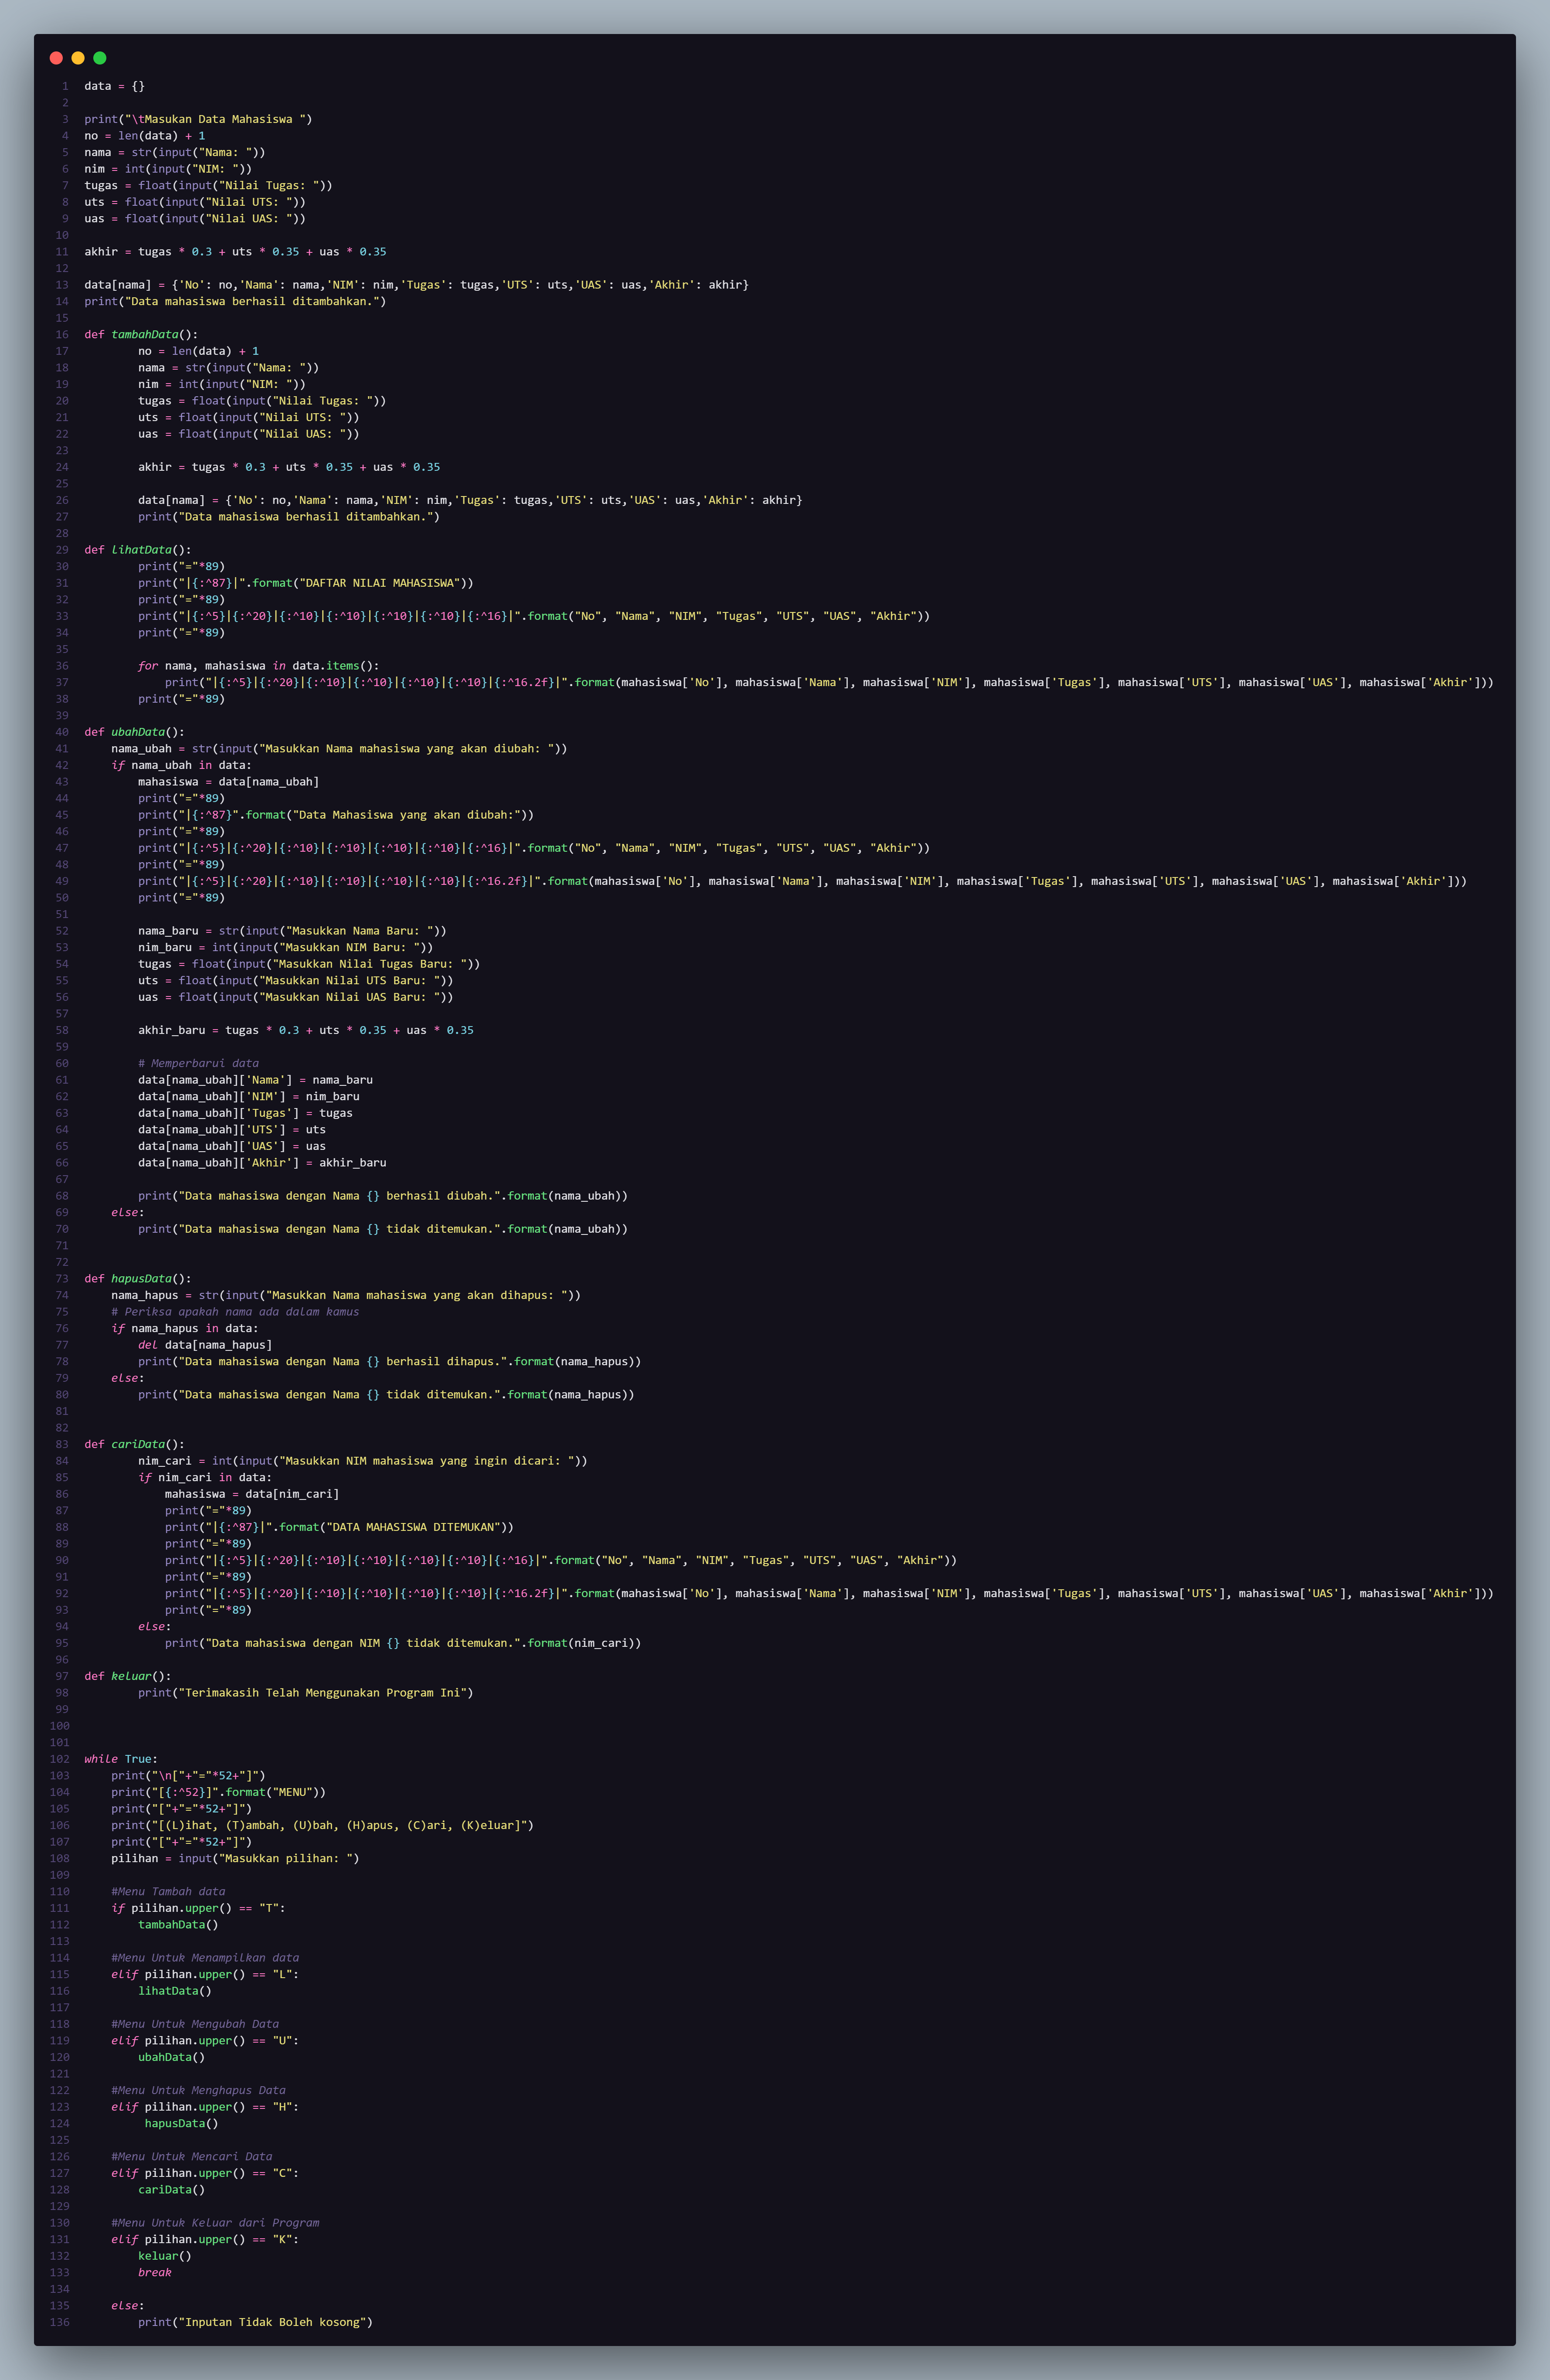 1 data = {}
2
3 print("\tMasukan Data Mahasiswa ")
4 no = len(data) + 1
5 nama = str(input("Nama: "))
6 nim = int(input("NIM: "))
7 tugas = float(input("Nilai Tugas: "))
8 uts = float(input("Nilai UTS: "))
9 uas = float(input("Nilai UAS: "))
10
11 akhir = tugas * 0.3 + uts * 0.35 + uas * 0.35
12
13 data[nama] = {'No': no,'Nama': nama,'NIM': nim,'Tugas': tugas,'UTS': uts,'UAS': uas,'Akhir': akhir}
14 print("Data mahasiswa berhasil ditambahkan.")
15
16 def tambahData():
17         no = len(data) + 1
18         nama = str(input("Nama: "))
19         nim = int(input("NIM: "))
20         tugas = float(input("Nilai Tugas: "))
21         uts = float(input("Nilai UTS: "))
22         uas = float(input("Nilai UAS: "))
23
24         akhir = tugas * 0.3 + uts * 0.35 + uas * 0.35
25
26         data[nama] = {'No': no,'Nama': nama,'NIM': nim,'Tugas': tugas,'UTS': uts,'UAS': uas,'Akhir': akhir}
27         print("Data mahasiswa berhasil ditambahkan.")
28
29 def lihatData():
30         print("="*89)
31         print("|{:^87}|".format("DAFTAR NILAI MAHASISWA"))
32         print("="*89)
33         print("|{:^5}|{:^20}|{:^10}|{:^10}|{:^10}|{:^10}|{:^16}|".format("No", "Nama", "NIM", "Tugas", "UTS", "UAS", "Akhir"))
34         print("="*89)
35
36         for nama, mahasiswa in data.items():
37             print("|{:^5}|{:^20}|{:^10}|{:^10}|{:^10}|{:^10}|{:^16.2f}|".format(mahasiswa['No'], mahasiswa['Nama'], mahasiswa['NIM'], mahasiswa['Tugas'], mahasiswa['UTS'], mahasiswa['UAS'], mahasiswa['Akhir']))
38         print("="*89)
39
40 def ubahData():
41     nama_ubah = str(input("Masukkan Nama mahasiswa yang akan diubah: "))
42     if nama_ubah in data:
43         mahasiswa = data[nama_ubah]
44         print("="*89)
45         print("|{:^87}".format("Data Mahasiswa yang akan diubah:"))
46         print("="*89)
47         print("|{:^5}|{:^20}|{:^10}|{:^10}|{:^10}|{:^10}|{:^16}|".format("No", "Nama", "NIM", "Tugas", "UTS", "UAS", "Akhir"))
48         print("="*89)
49         print("|{:^5}|{:^20}|{:^10}|{:^10}|{:^10}|{:^10}|{:^16.2f}|".format(mahasiswa['No'], mahasiswa['Nama'], mahasiswa['NIM'], mahasiswa['Tugas'], mahasiswa['UTS'], mahasiswa['UAS'], mahasiswa['Akhir']))
50         print("="*89)
51
52         nama_baru = str(input("Masukkan Nama Baru: "))
53         nim_baru = int(input("Masukkan NIM Baru: "))
54         tugas = float(input("Masukkan Nilai Tugas Baru: "))
55         uts = float(input("Masukkan Nilai UTS Baru: "))
56         uas = float(input("Masukkan Nilai UAS Baru: "))
57
58         akhir_baru = tugas * 0.3 + uts * 0.35 + uas * 0.35
59
60         # Memperbarui data
61         data[nama_ubah]['Nama'] = nama_baru
62         data[nama_ubah]['NIM'] = nim_baru
63         data[nama_ubah]['Tugas'] = tugas
64         data[nama_ubah]['UTS'] = uts
65         data[nama_ubah]['UAS'] = uas
66         data[nama_ubah]['Akhir'] = akhir_baru
67
68         print("Data mahasiswa dengan Nama {} berhasil diubah.".format(nama_ubah))
69     else:
70         print("Data mahasiswa dengan Nama {} tidak ditemukan.".format(nama_ubah))
71
72
73 def hapusData():
74     nama_hapus = str(input("Masukkan Nama mahasiswa yang akan dihapus: "))
75     # Periksa apakah nama ada dalam kamus
76     if nama_hapus in data:
77         del data[nama_hapus]
78         print("Data mahasiswa dengan Nama {} berhasil dihapus.".format(nama_hapus))
79     else:
80         print("Data mahasiswa dengan Nama {} tidak ditemukan.".format(nama_hapus))
81
82
83 def cariData():
84         nim_cari = int(input("Masukkan NIM mahasiswa yang ingin dicari: "))
85         if nim_cari in data:
86             mahasiswa = data[nim_cari]
87             print("="*89)
88             print("|{:^87}|".format("DATA MAHASISWA DITEMUKAN"))
89             print("="*89)
90             print("|{:^5}|{:^20}|{:^10}|{:^10}|{:^10}|{:^10}|{:^16}|".format("No", "Nama", "NIM", "Tugas", "UTS", "UAS", "Akhir"))
91             print("="*89)
92             print("|{:^5}|{:^20}|{:^10}|{:^10}|{:^10}|{:^10}|{:^16.2f}|".format(mahasiswa['No'], mahasiswa['Nama'], mahasiswa['NIM'], mahasiswa['Tugas'], mahasiswa['UTS'], mahasiswa['UAS'], mahasiswa['Akhir']))
93             print("="*89)
94         else:
95             print("Data mahasiswa dengan NIM {} tidak ditemukan.".format(nim_cari))
96
97 def keluar():
98         print("Terimakasih Telah Menggunakan Program Ini")
99
100
101
102 while True:
103     print("\n["+"="*52+"]")
104     print("[{:^52}]".format("MENU"))
105     print("["+"="*52+"]")
106     print("[(L)ihat, (T)ambah, (U)bah, (H)apus, (C)ari, (K)eluar]")
107     print("["+"="*52+"]")
108     pilihan = input("Masukkan pilihan: ")
109
110     #Menu Tambah data
111     if pilihan.upper() == "T":
112         tambahData()
113
114     #Menu Untuk Menampilkan data
115     elif pilihan.upper() == "L":
116         lihatData()
117
118     #Menu Untuk Mengubah Data
119     elif pilihan.upper() == "U":
120         ubahData()
121
122     #Menu Untuk Menghapus Data
123     elif pilihan.upper() == "H":
124          hapusData()
125
126     #Menu Untuk Mencari Data
127     elif pilihan.upper() == "C":
128         cariData()
129
130     #Menu Untuk Keluar dari Program
131     elif pilihan.upper() == "K":
132         keluar()
133         break
134
135     else:
136         print("Inputan Tidak Boleh kosong")